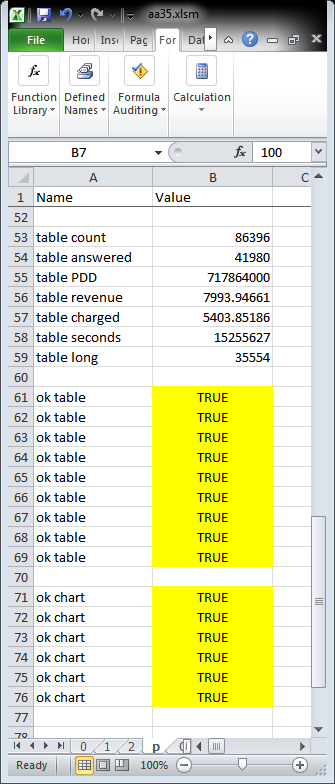 aa35.xlsm
File Hor Inse Pag For Dat
Function Library
Defined Names
Formula Auditing
Calculation
B7 fx 100
A B C
1 Name Value
52
53 table count 86396
54 table answered 41980
55 table PDD 717864000
56 table revenue 7993.94661
57 table charged 5403.85186
58 table seconds 15255627
59 table long 35554
60
61 ok table TRUE
62 ok table TRUE
63 ok table TRUE
64 ok table TRUE
65 ok table TRUE
66 ok table TRUE
67 ok table TRUE
68 ok table TRUE
69 ok table TRUE
70
71 ok chart TRUE
72 ok chart TRUE
73 ok chart TRUE
74 ok chart TRUE
75 ok chart TRUE
76 ok chart TRUE
77
78
0 1 2 p
Ready 100%